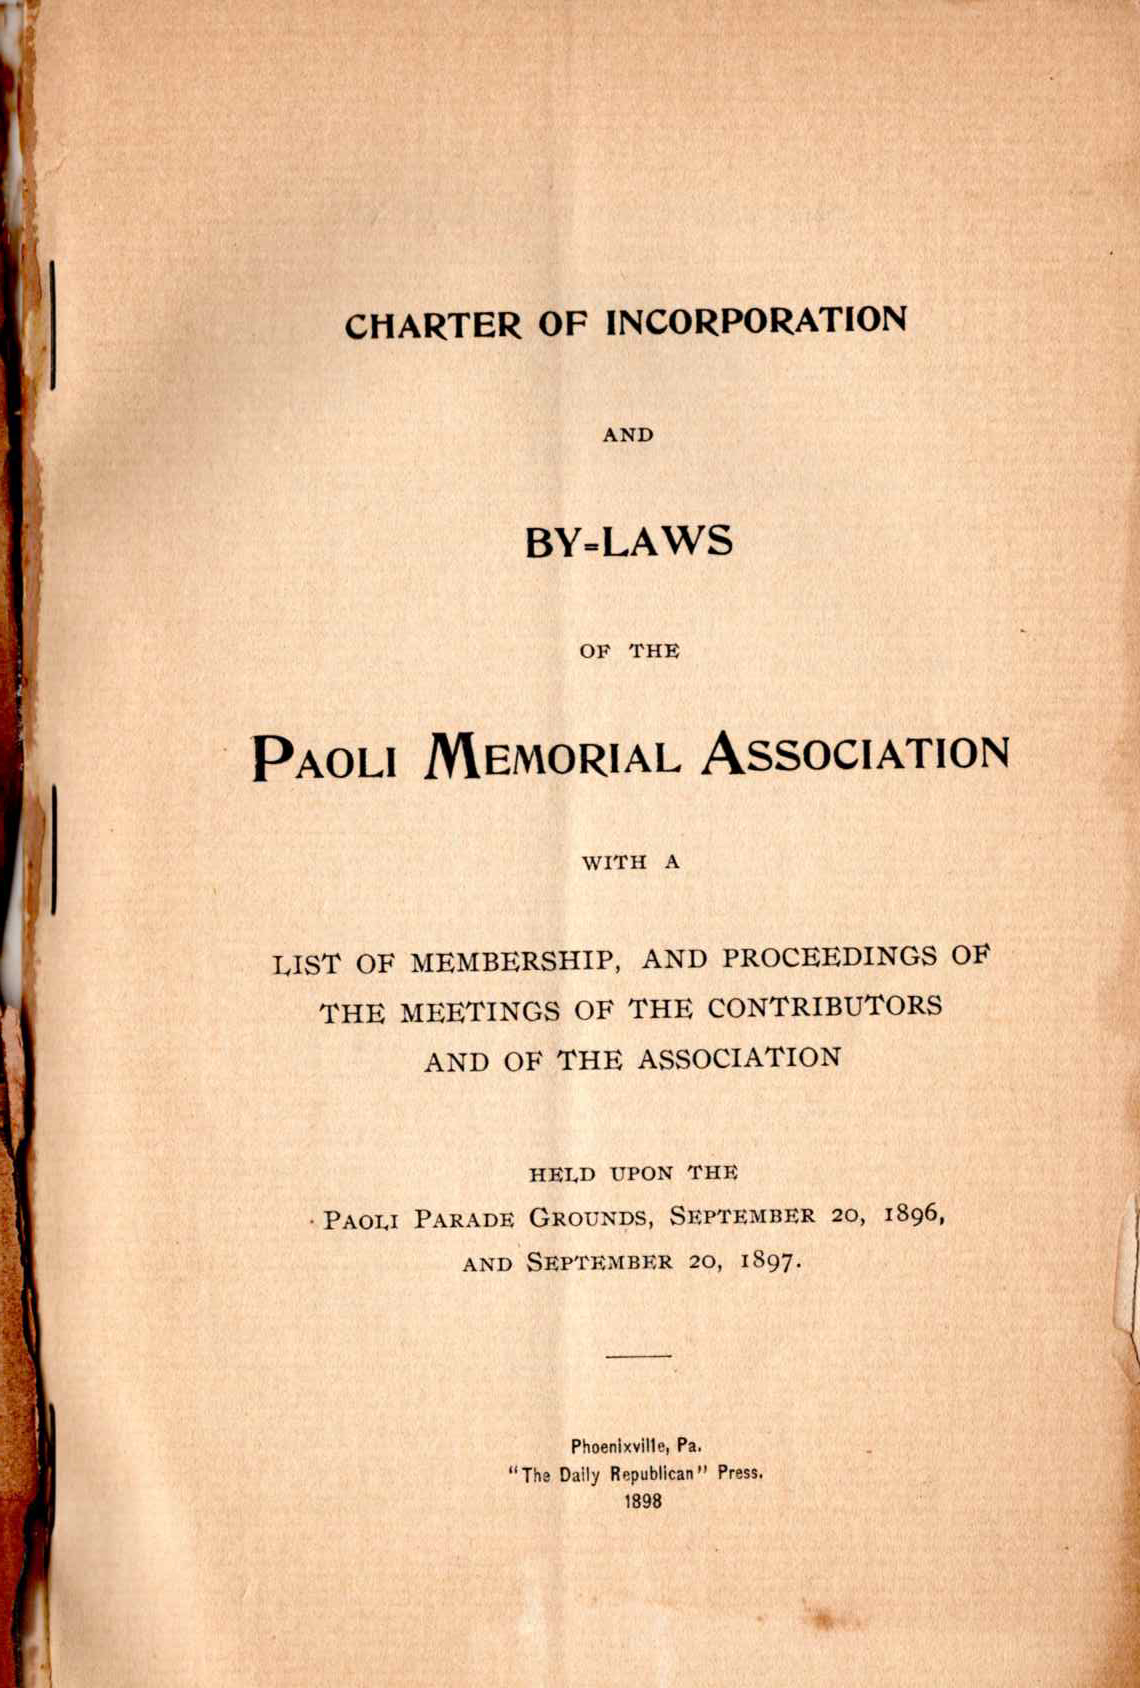 CHARTER OF INCORPORATION
AND
BY=LAWS
OF THE
PAOLI MEMORIAL ASSOCIATION
WITH A
LIST OF MEMBERSHIP, AND PROCEEDINGS OF
THE MEETINGS OF THE CONTRIBUTORS
AND OF THE ASSOCIATION
HELD UPON THE
PAOLI PARADE GROUNDS, SEPTEMBER 20, 1896,
AND SEPTEMBER 20, 1897.
Phoenixville, Pa.
"The Daily Republican" Press.
1898